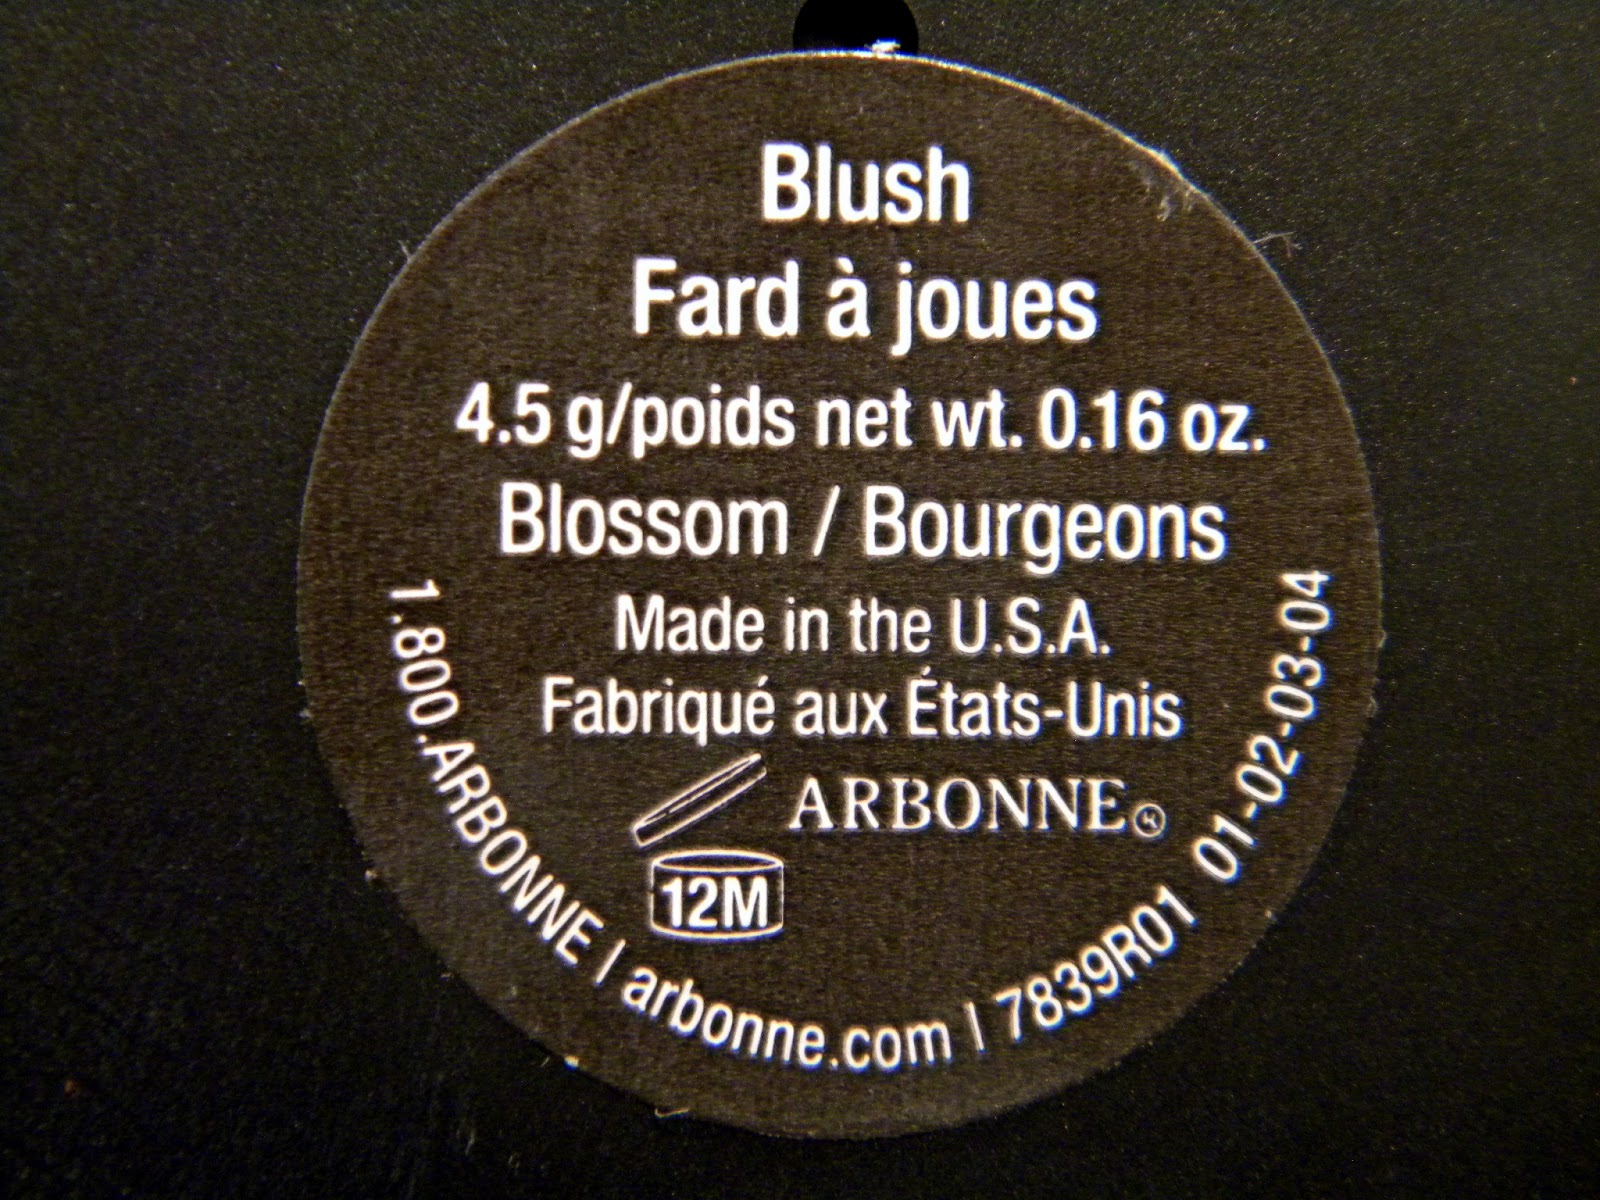 Blush
Fard à joues
4.5 g/poids net wt. 0.16 oz.
Blossom / Bourgeons
Made in the U.S.A.
Fabriqué aux États-Unis
ARBONNE®
12M
1.800.ARBONNE | arbonne.com | 7839R01 01-02-03-04